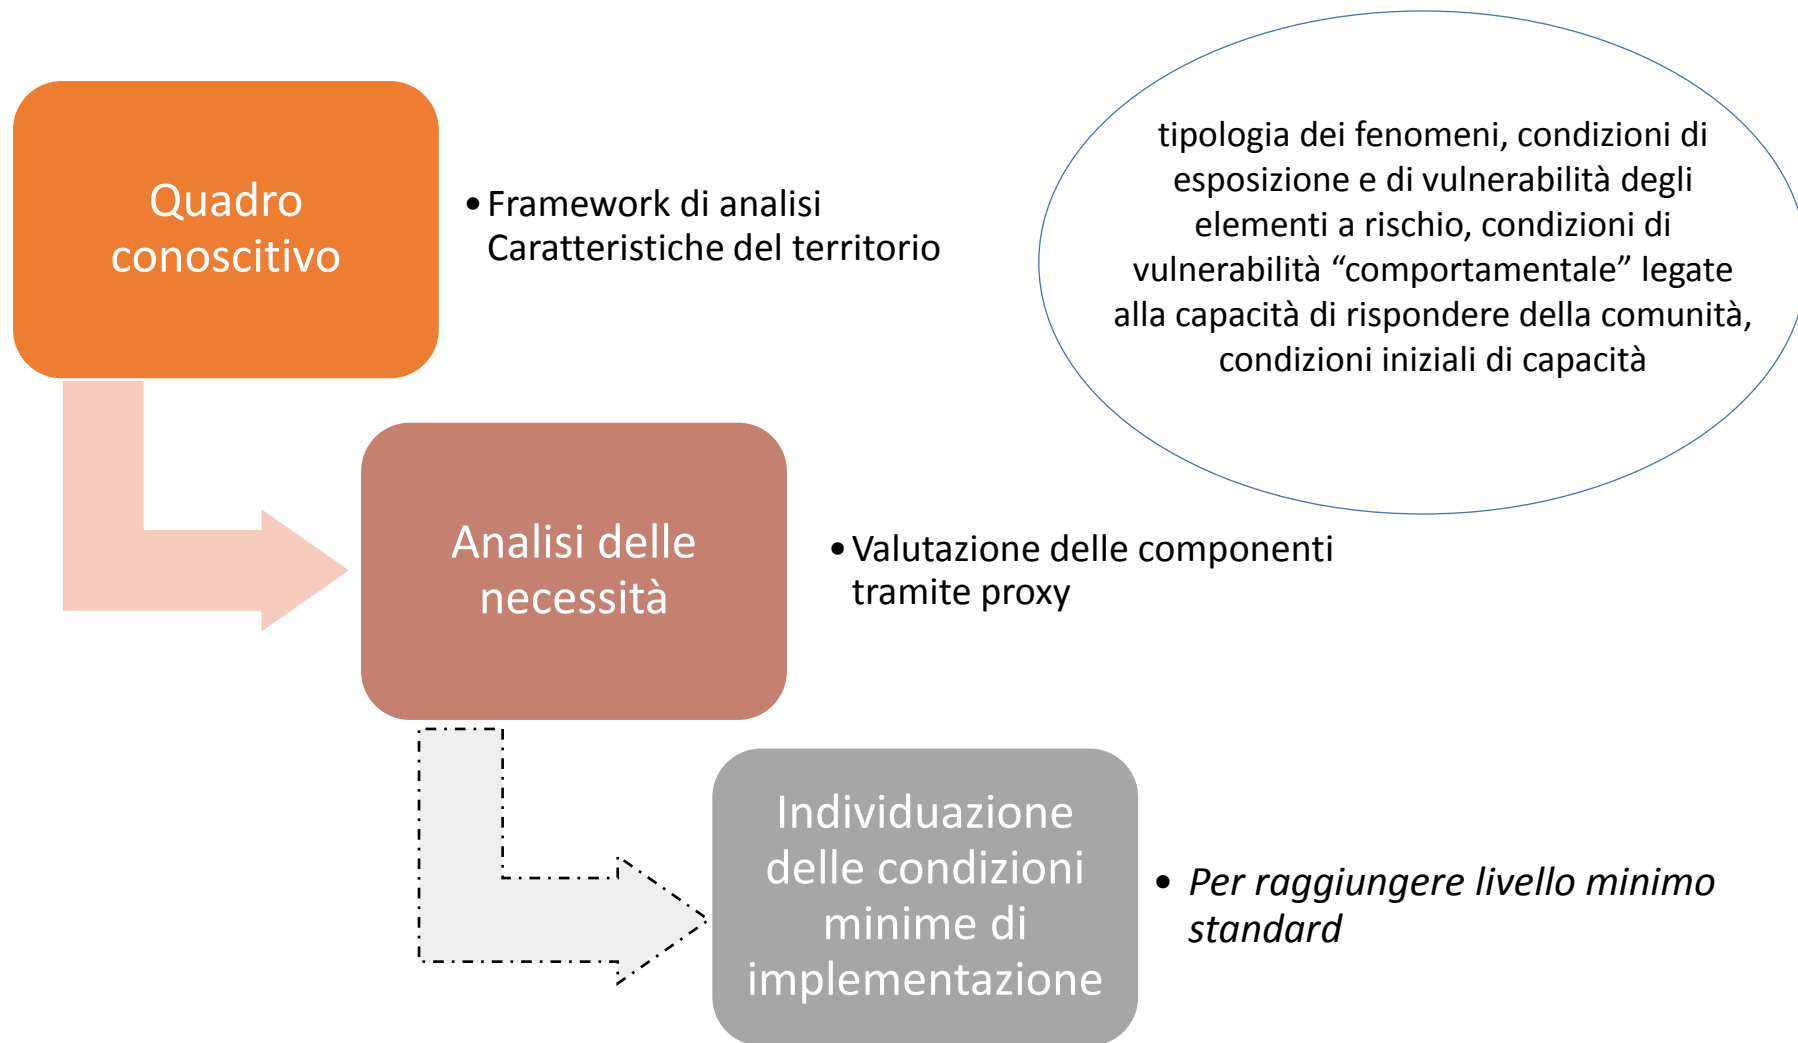 Quadro
conoscitivo
• Framework di analisi
Caratteristiche del territorio
tipologia dei fenomeni, condizioni di
esposizione e di vulnerabilità degli
elementi a rischio, condizioni di
vulnerabilità “comportamentale” legate
alla capacità di rispondere della comunità,
condizioni iniziali di capacità
Analisi delle
necessità
• Valutazione delle componenti
tramite proxy
Individuazione
delle condizioni
minime di
implementazione
• Per raggiungere livello minimo
standard